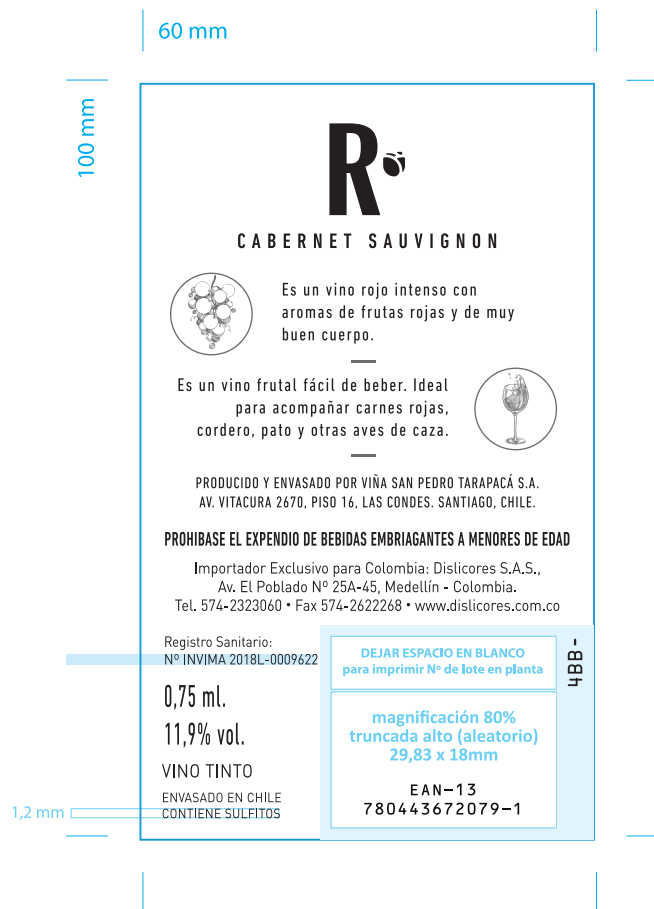 60 mm
100 mm
R
CABERNET SAUVIGNON
Es un vino rojo intenso con
aromas de frutas rojas y de muy
buen cuerpo.
Es un vino frutal fácil de beber. Ideal
para acompañar carnes rojas,
cordero, pato y otras aves de caza.
PRODUCIDO Y ENVASADO POR VIÑA SAN PEDRO TARAPACÁ S.A.
AV. VITACURA 2670, PISO 16, LAS CONDES. SANTIAGO, CHILE.
PROHIBASE EL EXPENDIO DE BEBIDAS EMBRIAGANTES A MENORES DE EDAD
Importador Exclusivo para Colombia: Dislicores S.A.S.,
Av. El Poblado Nº 25A-45, Medellín - Colombia.
Tel. 574-2323060 • Fax 574-2622268 • www.dislicores.com.co
Registro Sanitario:
Nº INVIMA 2018L-0009622
0,75 ml.
11,9% vol.
VINO TINTO
ENVASADO EN CHILE
CONTIENE SULFITOS
1,2 mm
DEJAR ESPACIO EN BLANCO
para imprimir Nº de lote en planta
4BB-
magnificación 80%
truncada alto (aleatorio)
29,83 x 18mm
EAN-13
780443672079-1